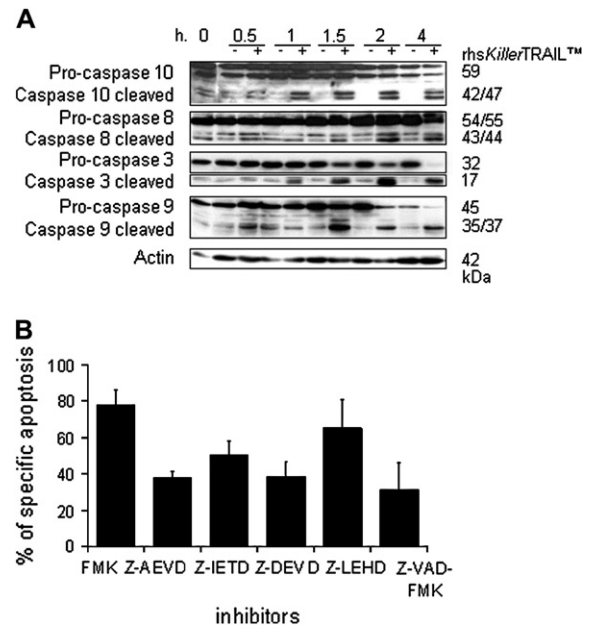 A
h. 0 0.5 1 1.5 2 4
- + - + - + - + - + rhsKillerTRAIL™
Pro-caspase 10 59
Caspase 10 cleaved 42/47
Pro-caspase 8 54/55
Caspase 8 cleaved 43/44
Pro-caspase 3 32
Caspase 3 cleaved 17
Pro-caspase 9 45
Caspase 9 cleaved 35/37
Actin 42
kDa
B
% of specific apoptosis
100
80
60
40
20
0
FMK Z-AEVD Z-IETD Z-DEVD Z-LEHD Z-VAD-
FMK
inhibitors